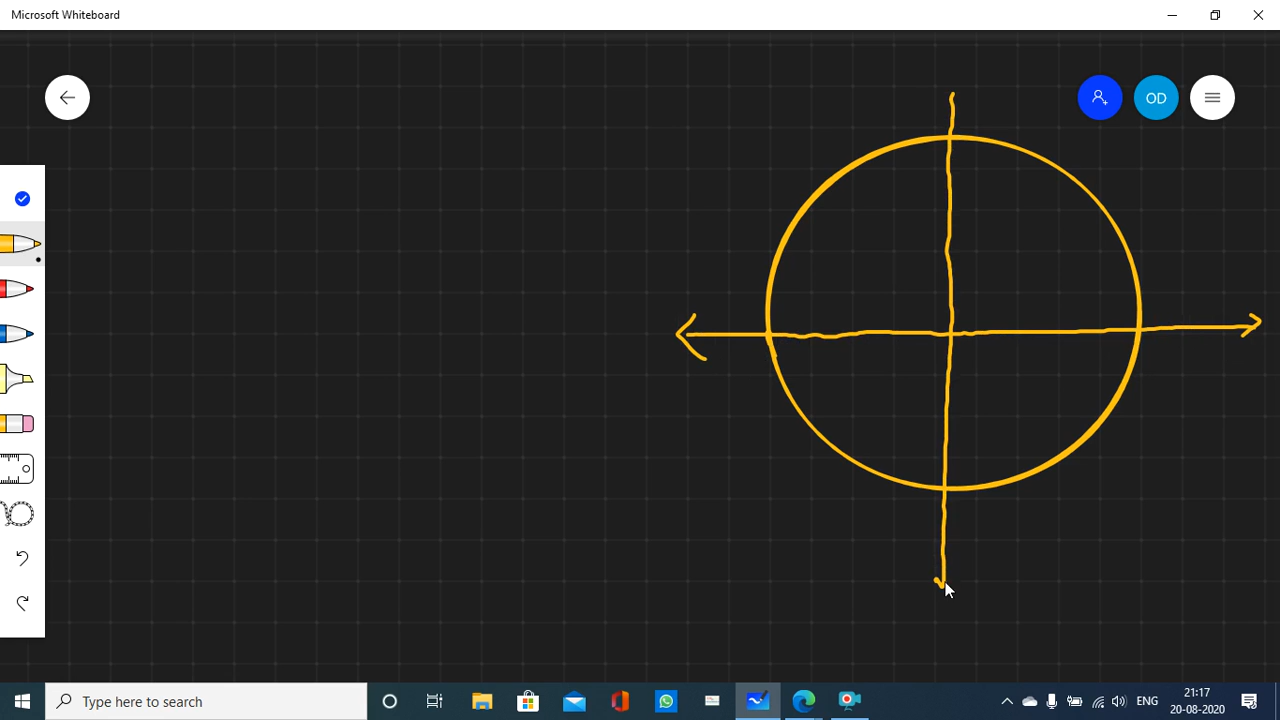 Microsoft Whiteboard
OD
Type here to search
ENG
21:17
20-08-2020